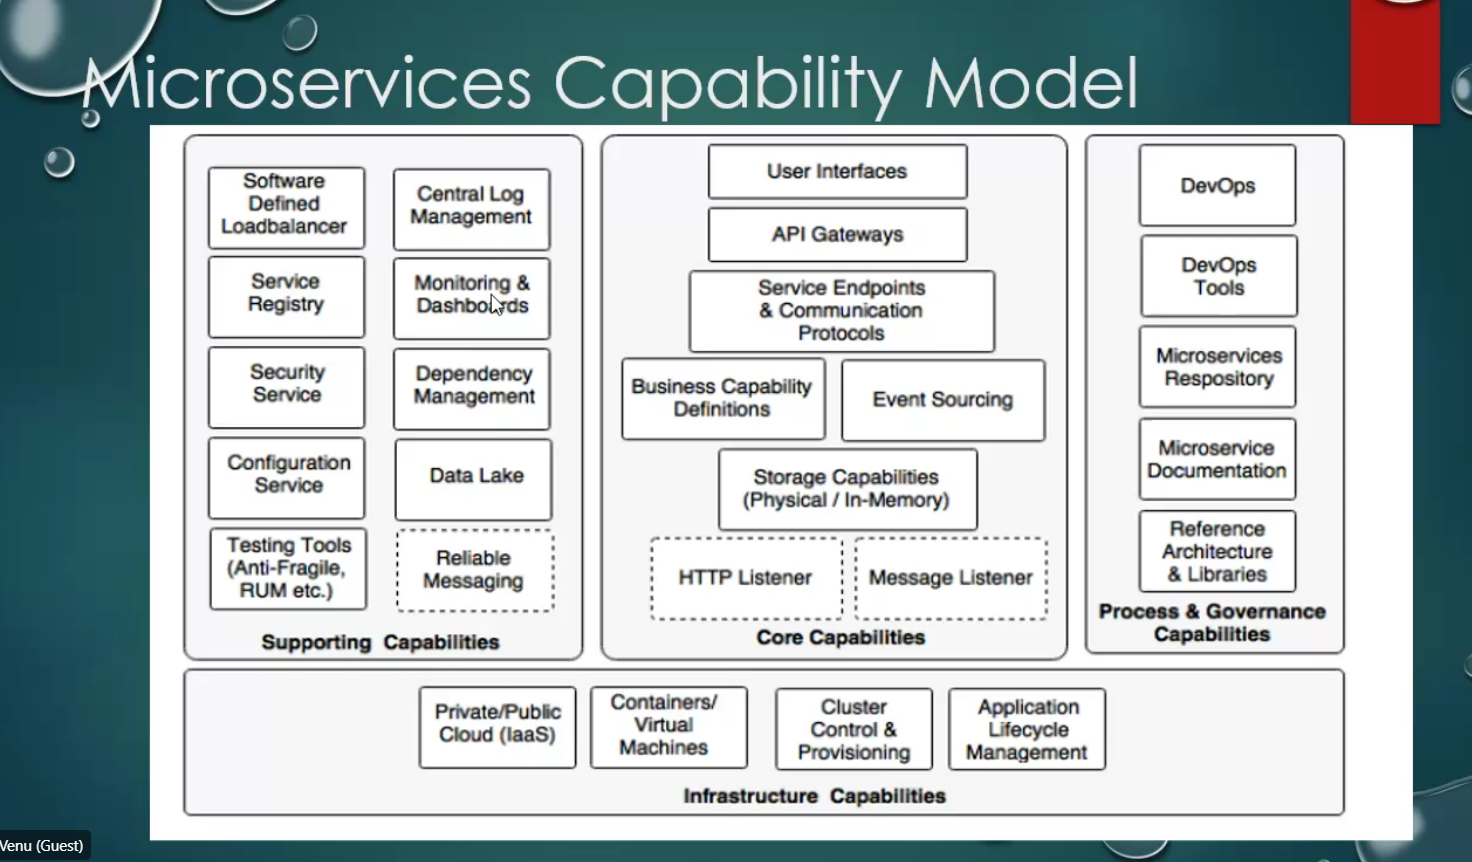 Microservices Capability Model
Software
Defined
Loadbalancer
Central Log
Management
Service
Registry
Monitoring &
Dashboards
Security
Service
Dependency
Management
Configuration
Service
Data Lake
Testing Tools
(Anti-Fragile,
RUM etc.)
Reliable
Messaging
Supporting Capabilities
User Interfaces
API Gateways
Service Endpoints
& Communication
Protocols
Business Capability
Definitions
Event Sourcing
Storage Capabilities
(Physical / In-Memory)
HTTP Listener
Message Listener
Core Capabilities
DevOps
DevOps
Tools
Microservices
Respository
Microservice
Documentation
Reference
Architecture
& Libraries
Process & Governance
Capabilities
Private/Public
Cloud (IaaS)
Containers/
Virtual
Machines
Cluster
Control &
Provisioning
Application
Lifecycle
Management
Infrastructure Capabilities
Venu (Guest)